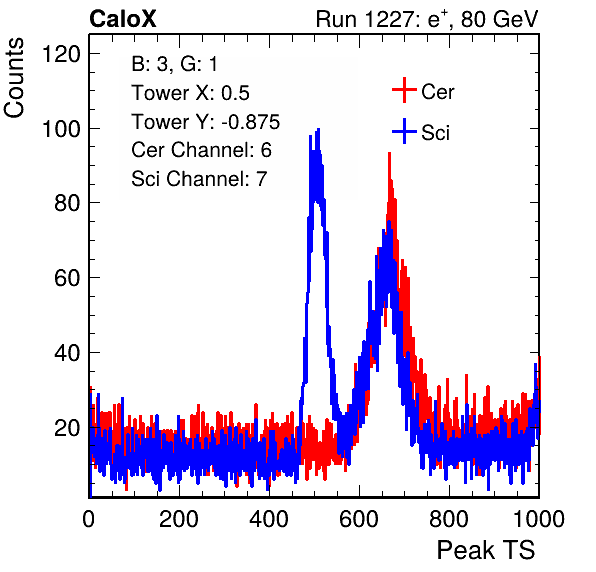 CaloX Run 1227: e⁺, 80 GeV
Counts
B: 3, G: 1
Tower X: 0.5
Tower Y: -0.875
Cer Channel: 6
Sci Channel: 7
Cer
Sci
120
100
80
60
40
20
0 200 400 600 800 1000
Peak TS